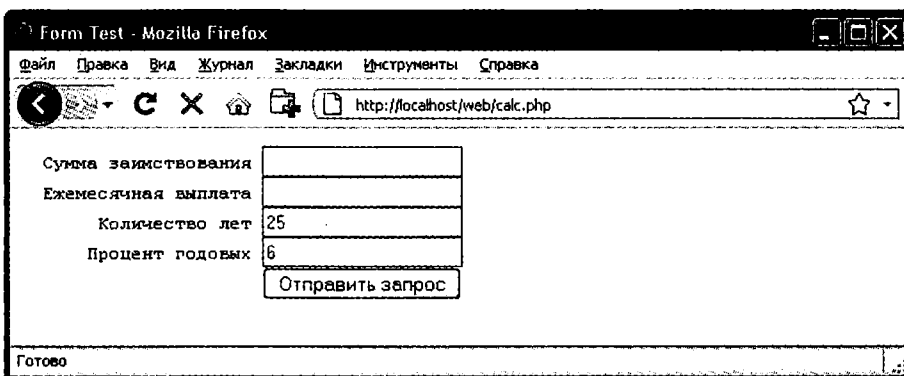 Form Test - Mozilla Firefox
Файл Правка Вид Журнал Закладки Инструменты Справка
http://localhost/web/calc.php
Сумма заимствования
Ежемесячная выплата
Количество лет 25
Процент годовых 6
Отправить запрос
Готово